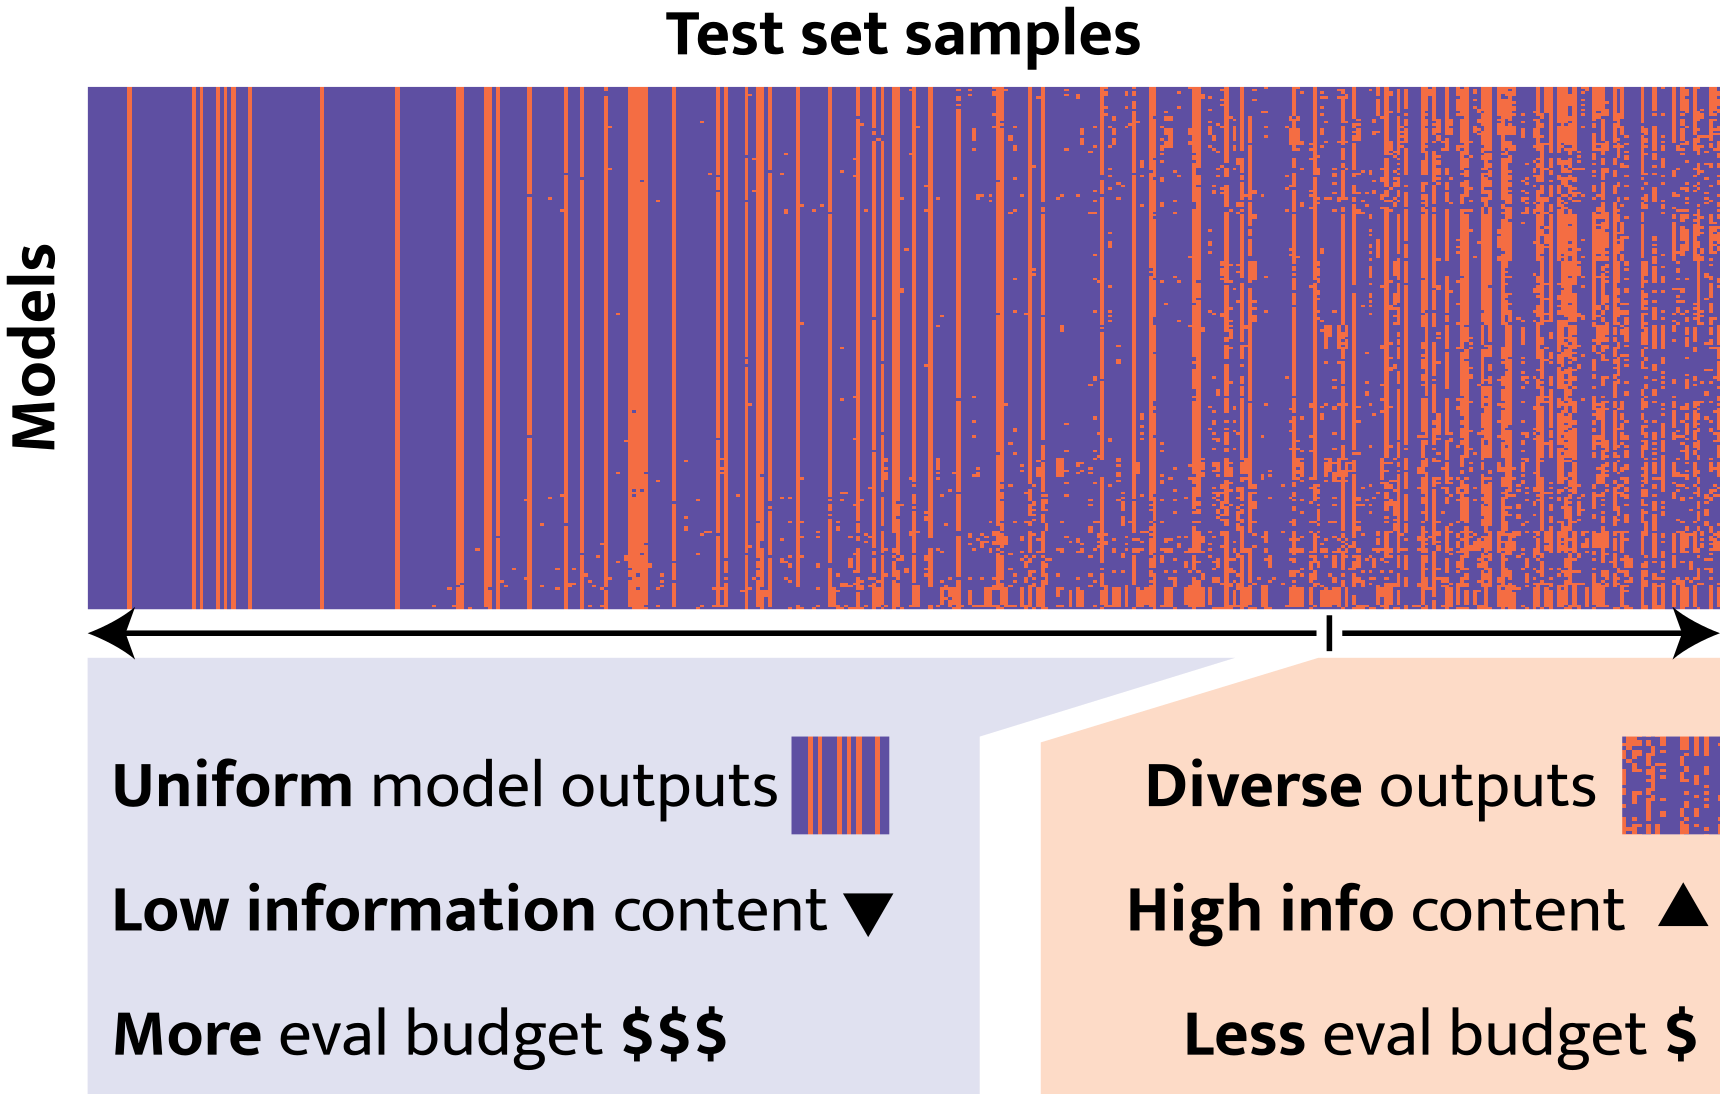 Test set samples
Models
Uniform model outputs
Low information content ▼
More eval budget $$$
Diverse outputs
High info content ▲
Less eval budget $